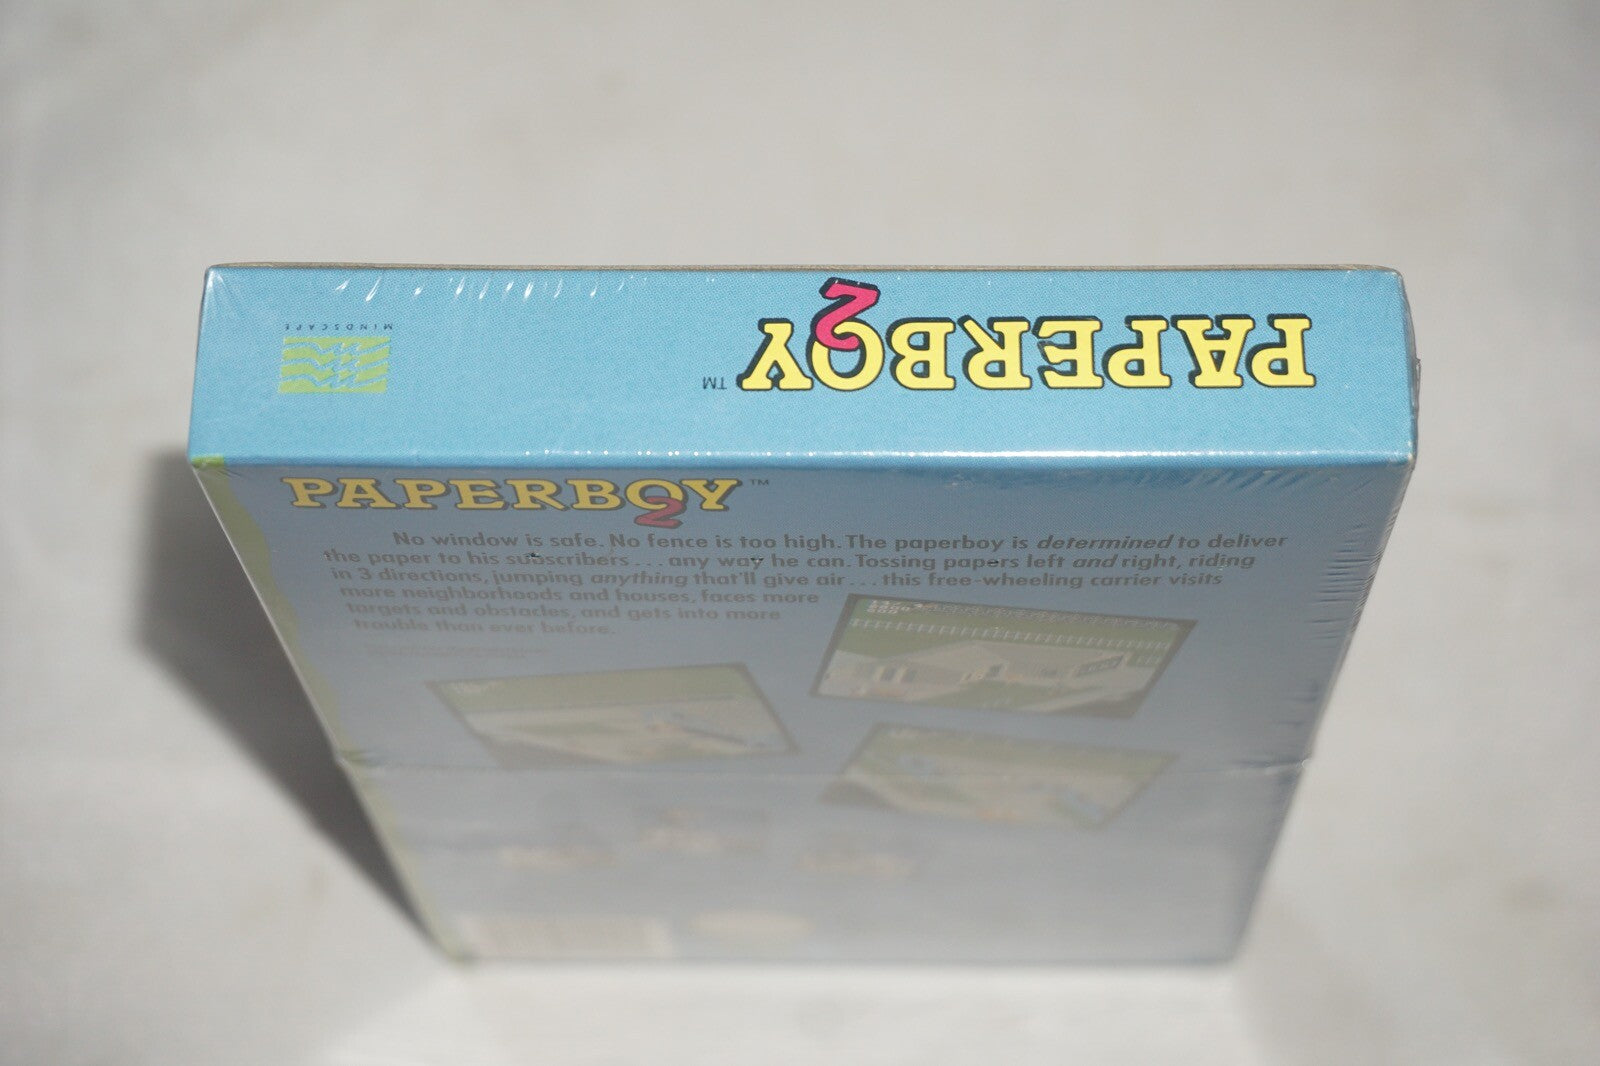 MINDSCAPE
PAPERBOY 2 ™
PAPERBOY 2 ™
No window is safe. No fence is too high. The paperboy is determined to deliver
the paper to his subscribers ... any way he can. Tossing papers left and right, riding
in 3 directions, jumping anything that'll give air ... this free-wheeling carrier visits
more neighborhoods and houses, faces more
targets and obstacles, and gets into more
trouble than ever before.